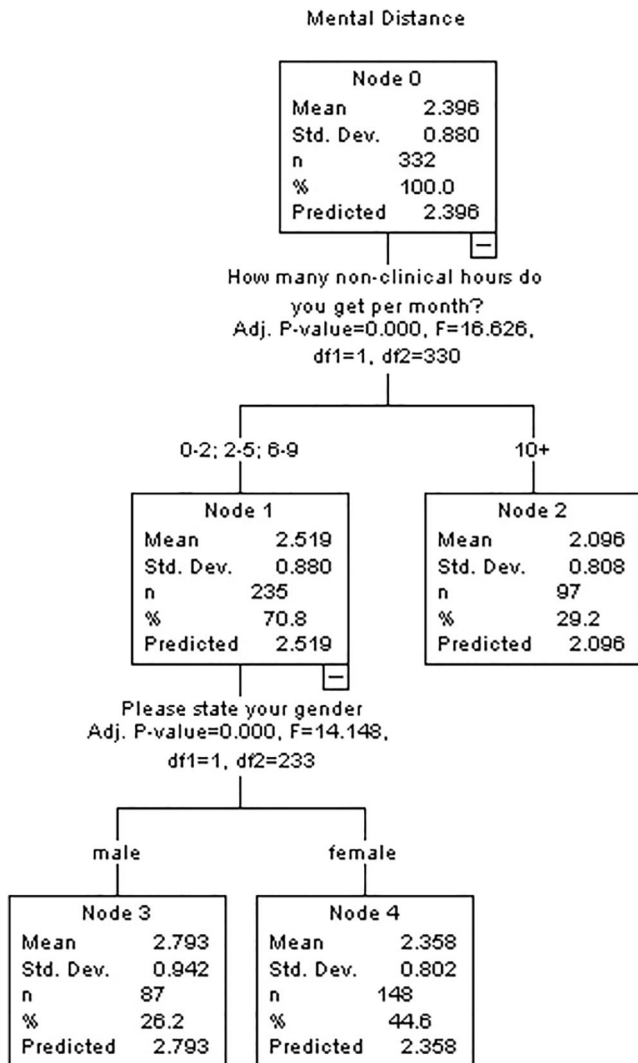 Mental Distance
Node 0
Mean 2.396
Std. Dev. 0.880
n 332
% 100.0
Predicted 2.396
How many non-clinical hours do
you get per month?
Adj. P-value=0.000, F=16.626,
df1=1, df2=330
0-2; 2-5; 6-9
10+
Node 1
Mean 2.519
Std. Dev. 0.880
n 235
% 70.8
Predicted 2.519
Node 2
Mean 2.096
Std. Dev. 0.808
n 97
% 29.2
Predicted 2.096
Please state your gender
Adj. P-value=0.000, F=14.148,
df1=1, df2=233
male
female
Node 3
Mean 2.793
Std. Dev. 0.942
n 87
% 26.2
Predicted 2.793
Node 4
Mean 2.358
Std. Dev. 0.802
n 148
% 44.6
Predicted 2.358